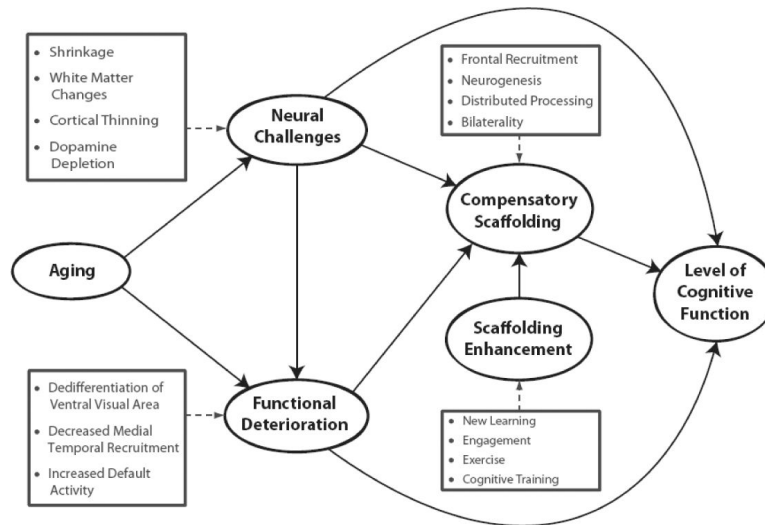 • Shrinkage
• White Matter
Changes
• Cortical Thinning
• Dopamine
Depletion
Neural
Challenges
• Frontal Recruitment
• Neurogenesis
• Distributed Processing
• Bilaterality
Compensatory
Scaffolding
Aging
Level of
Cognitive
Function
Scaffolding
Enhancement
• Dedifferentiation of
Ventral Visual Area
• Decreased Medial
Temporal Recruitment
• Increased Default
Activity
Functional
Deterioration
• New Learning
• Engagement
• Exercise
• Cognitive Training